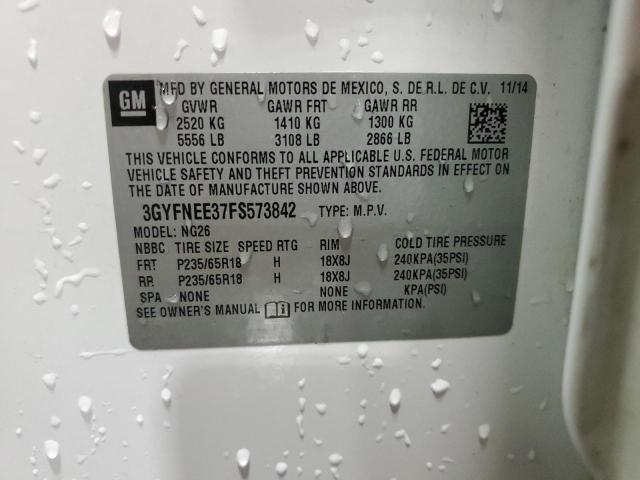 GM
MFD BY GENERAL MOTORS DE MEXICO, S. DE R.L. DE C.V. 11/14
GVWR GAWR FRT GAWR RR
2520 KG 1410 KG 1300 KG
5556 LB 3108 LB 2866 LB
THIS VEHICLE CONFORMS TO ALL APPLICABLE U.S. FEDERAL MOTOR
VEHICLE SAFETY AND THEFT PREVENTION STANDARDS IN EFFECT ON
THE DATE OF MANUFACTURE SHOWN ABOVE.
3GYFNEE37FS573842 TYPE: M.P.V.
MODEL: NG26
NBBC TIRE SIZE SPEED RTG RIM COLD TIRE PRESSURE
FRT P235/65R18 H 18X8J 240KPA(35PSI)
RR P235/65R18 H 18X8J 240KPA(35PSI)
SPA NONE NONE KPA(PSI)
SEE OWNER'S MANUAL FOR MORE INFORMATION.